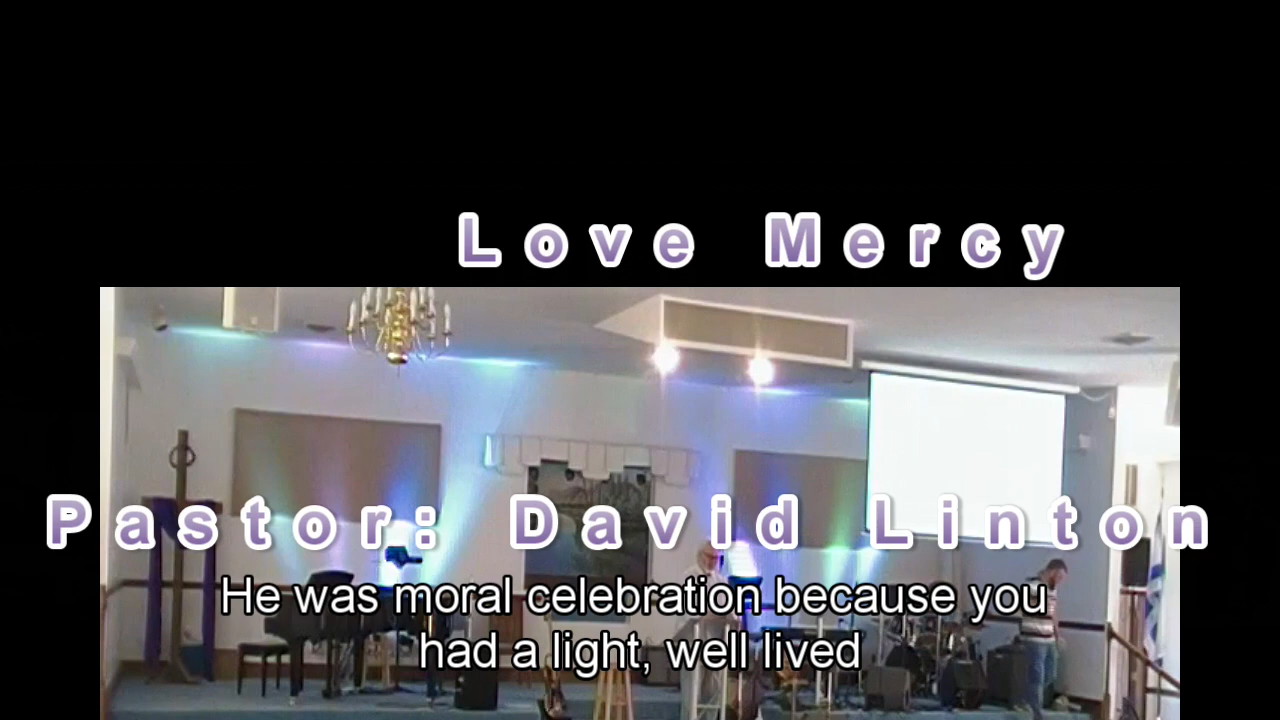 Love Mercy
Pastor: David Linton
He was moral celebration because you
had a light, well lived